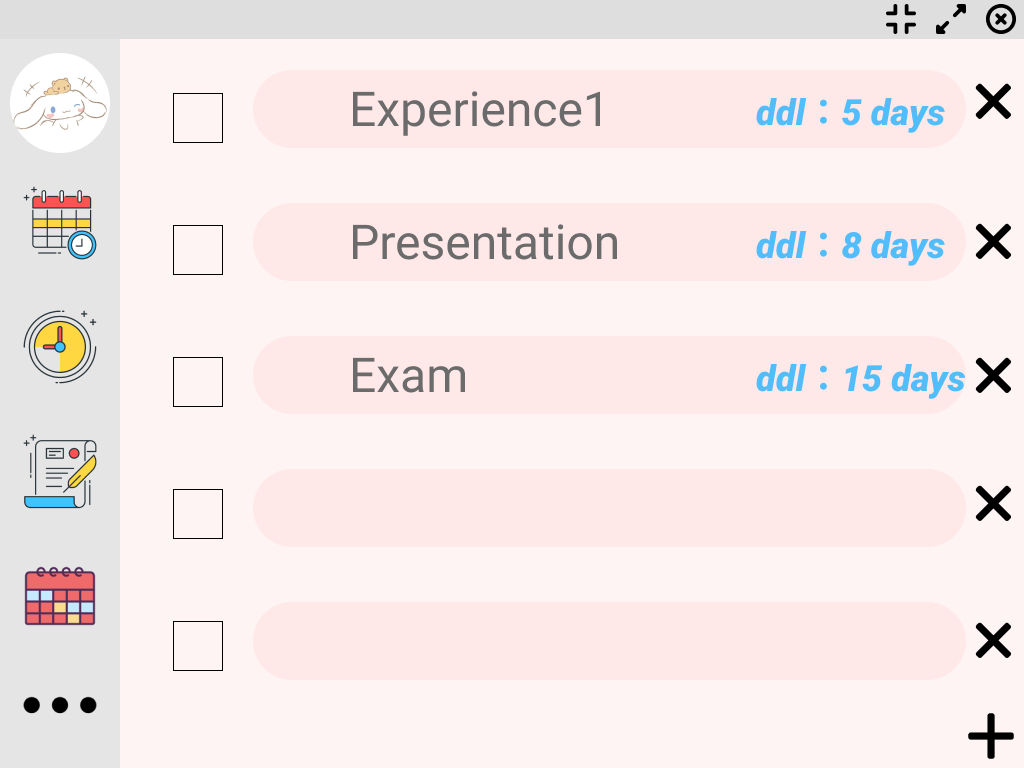 Experience1 ddl：5 days
Presentation ddl：8 days
Exam ddl：15 days